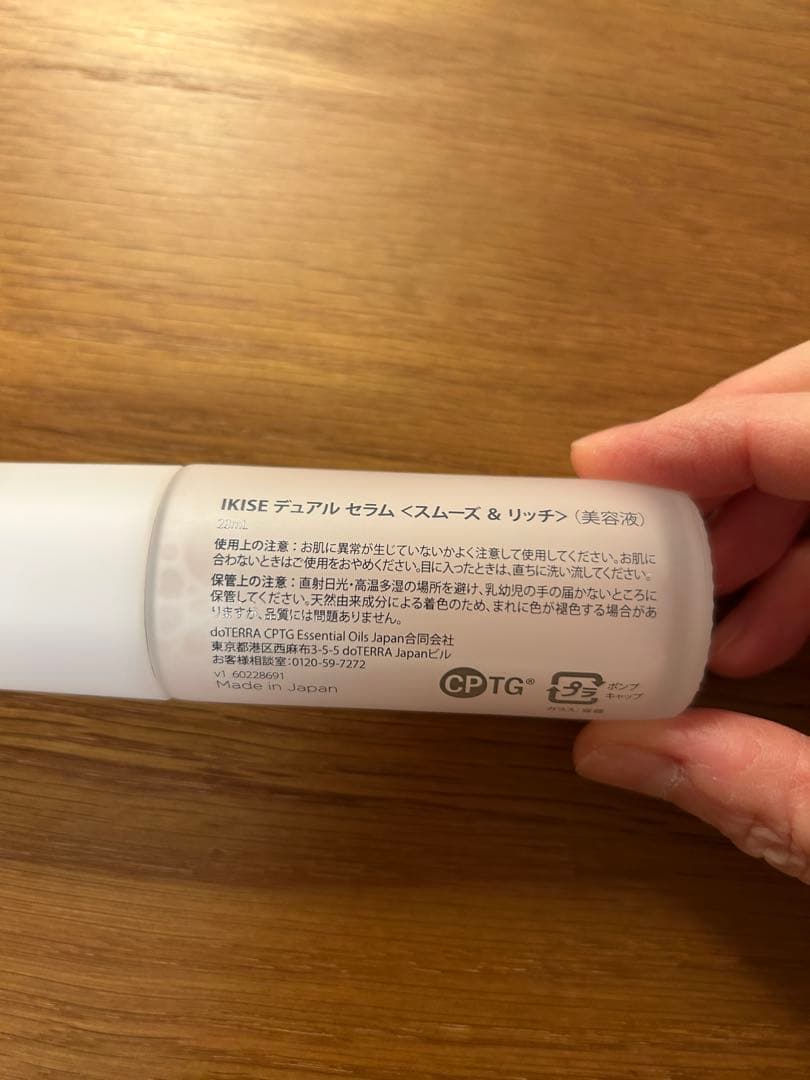 IKISE デュアル セラム <スムーズ & リッチ>（美容液）
使用上の注意：お肌に異常が生じていないかよく注意して使用してください。お肌に
合わないときはご使用をおやめください。目に入ったときは、直ちに洗い流してください。
保管上の注意：直射日光・高温多湿の場所を避け、乳幼児の手の届かないところに
保管してください。天然由来成分による着色のため、まれに色が褪色する場合があ
りますが、品質には問題ありません。
doTERRA CPTG Essential Oils Japan合同会社
東京都港区西麻布3-5-5 doTERRA Japanビル
お客様相談室：0120-59-7272
v1 60228691
Made in Japan
CPTG®
プラ
ポンプ
キャップ